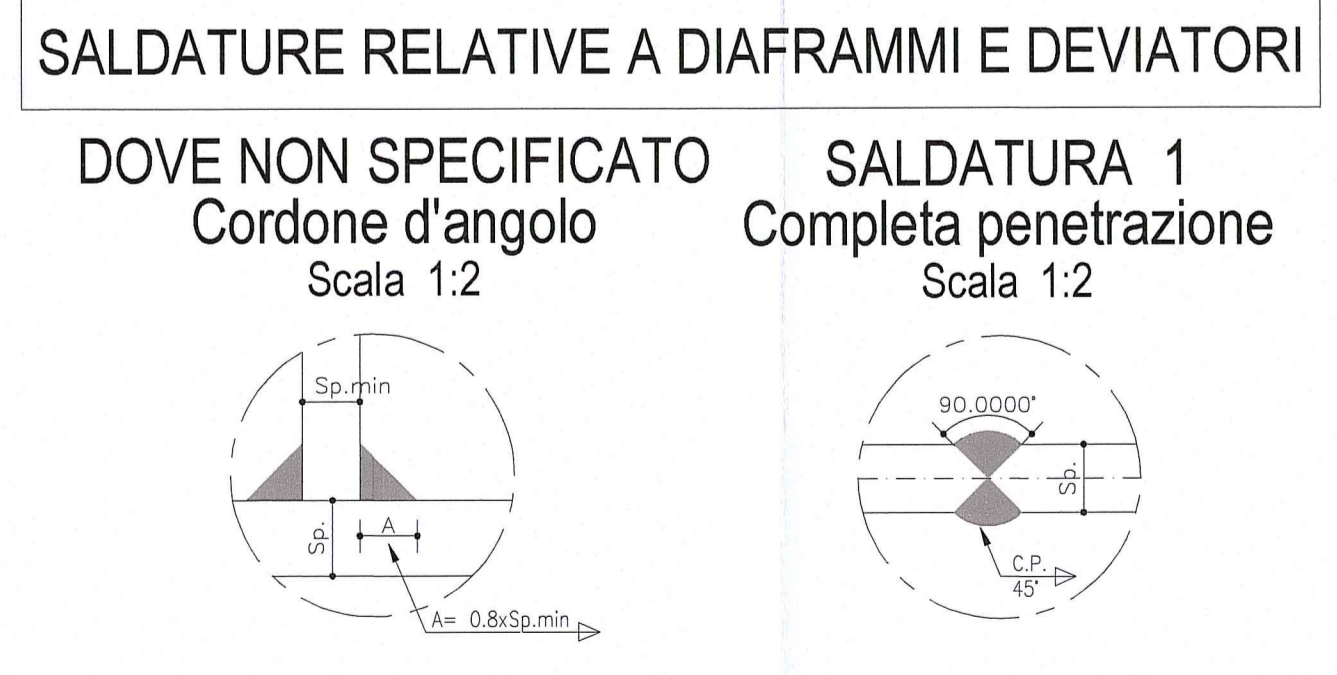 SALDATURE RELATIVE A DIAFRAMMI E DEVIATORI
DOVE NON SPECIFICATO
Cordone d'angolo
Scala 1:2
Sp.min
Sp.
A
A= 0.8xSp.min
SALDATURA 1
Completa penetrazione
Scala 1:2
90.0000°
Sp.
C.P.
45°